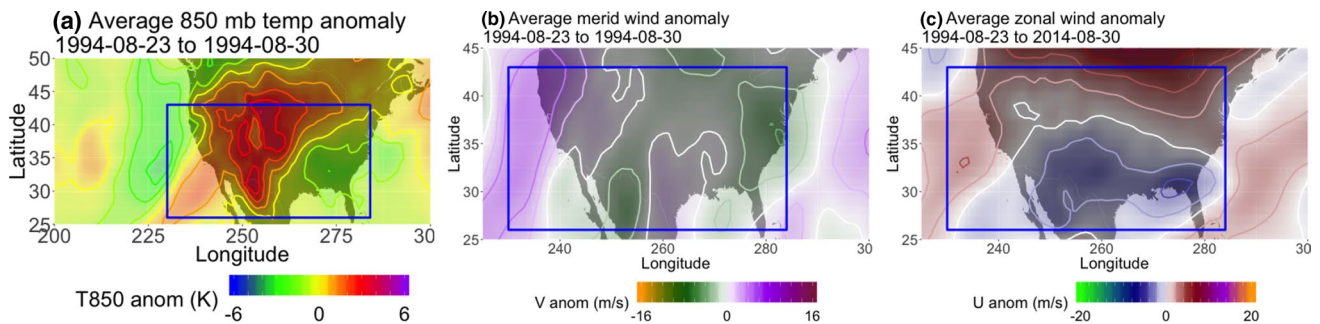 (a) Average 850 mb temp anomaly
1994-08-23 to 1994-08-30
50
45
40
35
30
25
Latitude
200
225
250
275
30
Longitude
T850 anom (K)
-6
0
6
(b) Average merid wind anomaly
1994-08-23 to 1994-08-30
45
40
35
30
25
Latitude
240
260
280
30
Longitude
V anom (m/s)
-16
0
16
(c) Average zonal wind anomaly
1994-08-23 to 2014-08-30
45
40
35
30
25
Latitude
240
260
280
30
Longitude
U anom (m/s)
-20
0
20